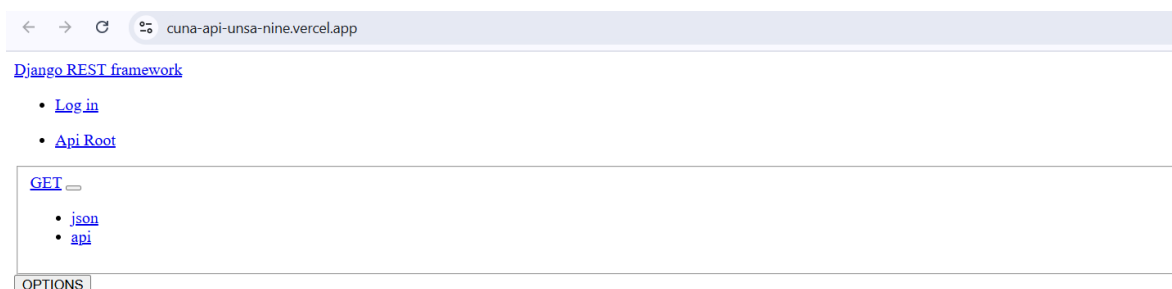 cuna-api-unsa-nine.vercel.app
Django REST framework
Log in
Api Root
GET
json
api
OPTIONS